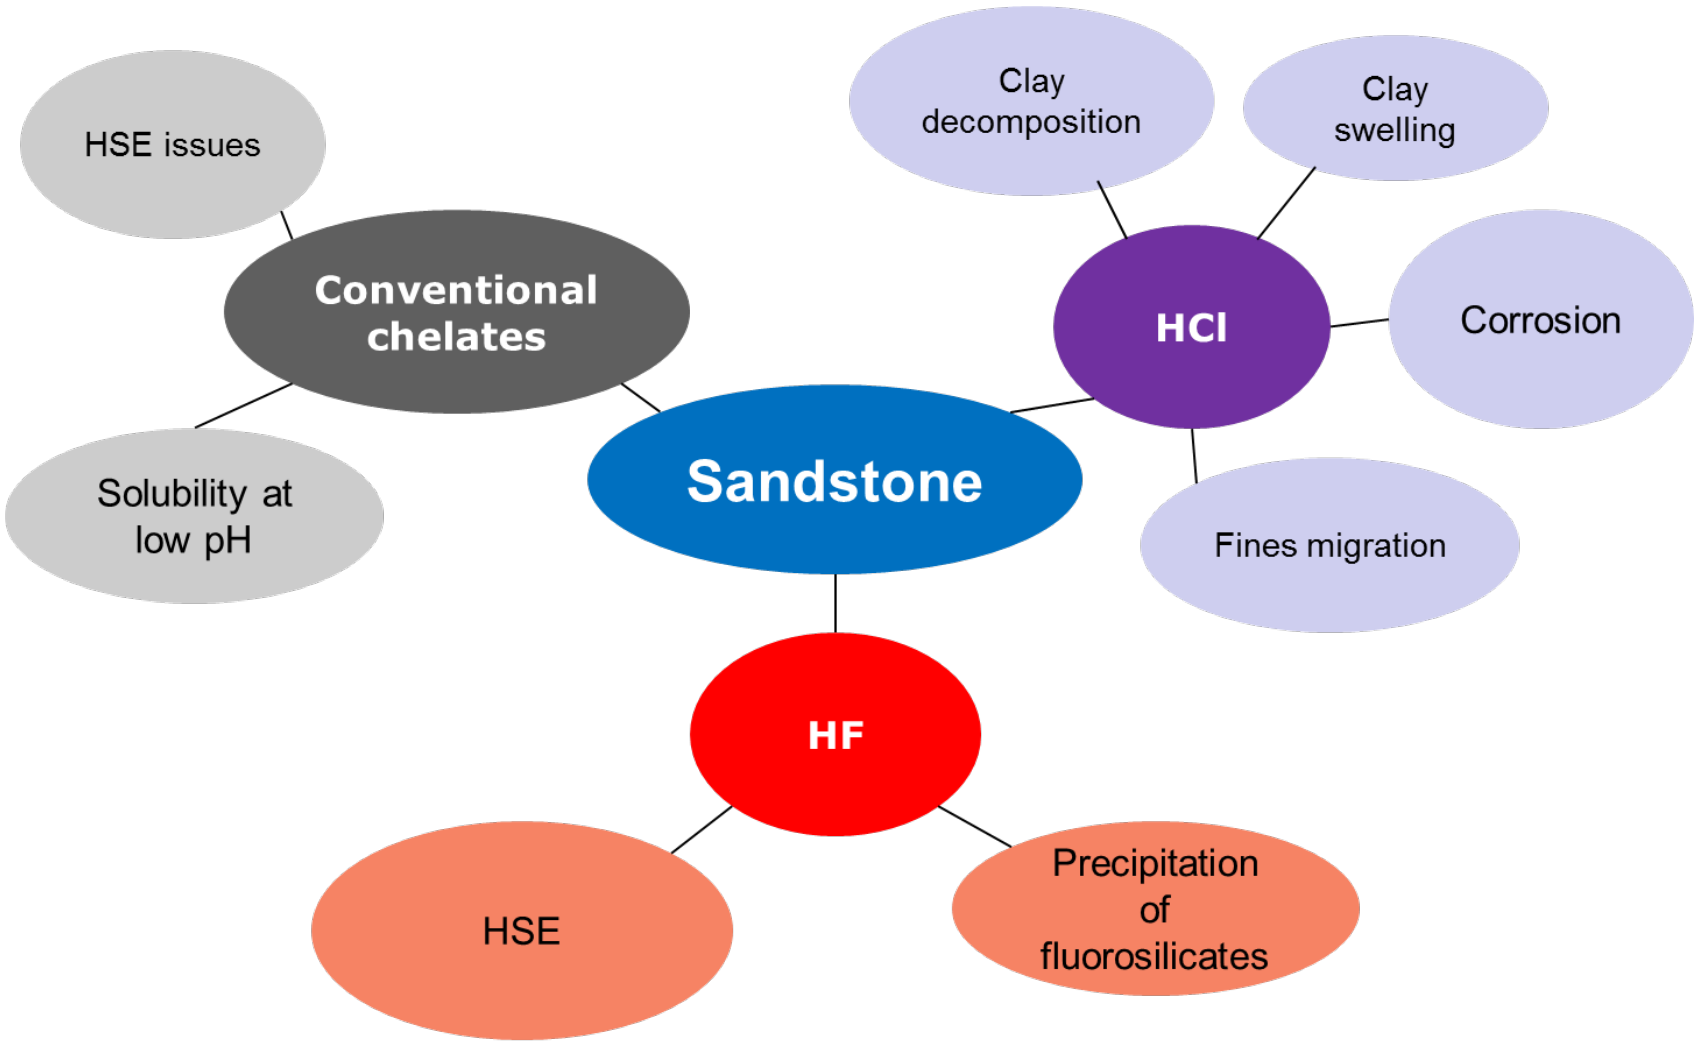 Clay
decomposition
Clay
swelling
HSE issues
Conventional
chelates
HCl
Corrosion
Sandstone
Solubility at
low pH
Fines migration
HF
HSE
Precipitation
of
fluorosilicates